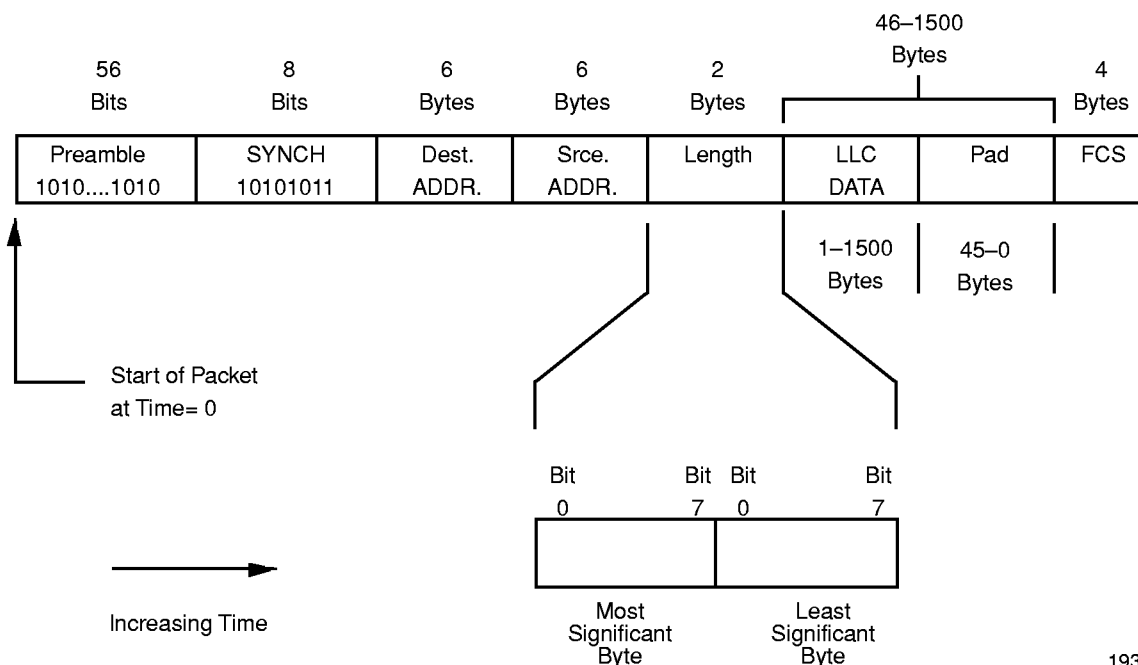 46–1500
Bytes
56 8 6 6 2 4
Bits Bits Bytes Bytes Bytes Bytes
Preamble SYNCH Dest. Srce. Length LLC Pad FCS
1010....1010 10101011 ADDR. ADDR. DATA
1–1500 45–0
Bytes Bytes
Start of Packet
at Time= 0
Bit Bit Bit Bit
0 7 0 7
Increasing Time
Most Least
Significant Significant
Byte Byte
193